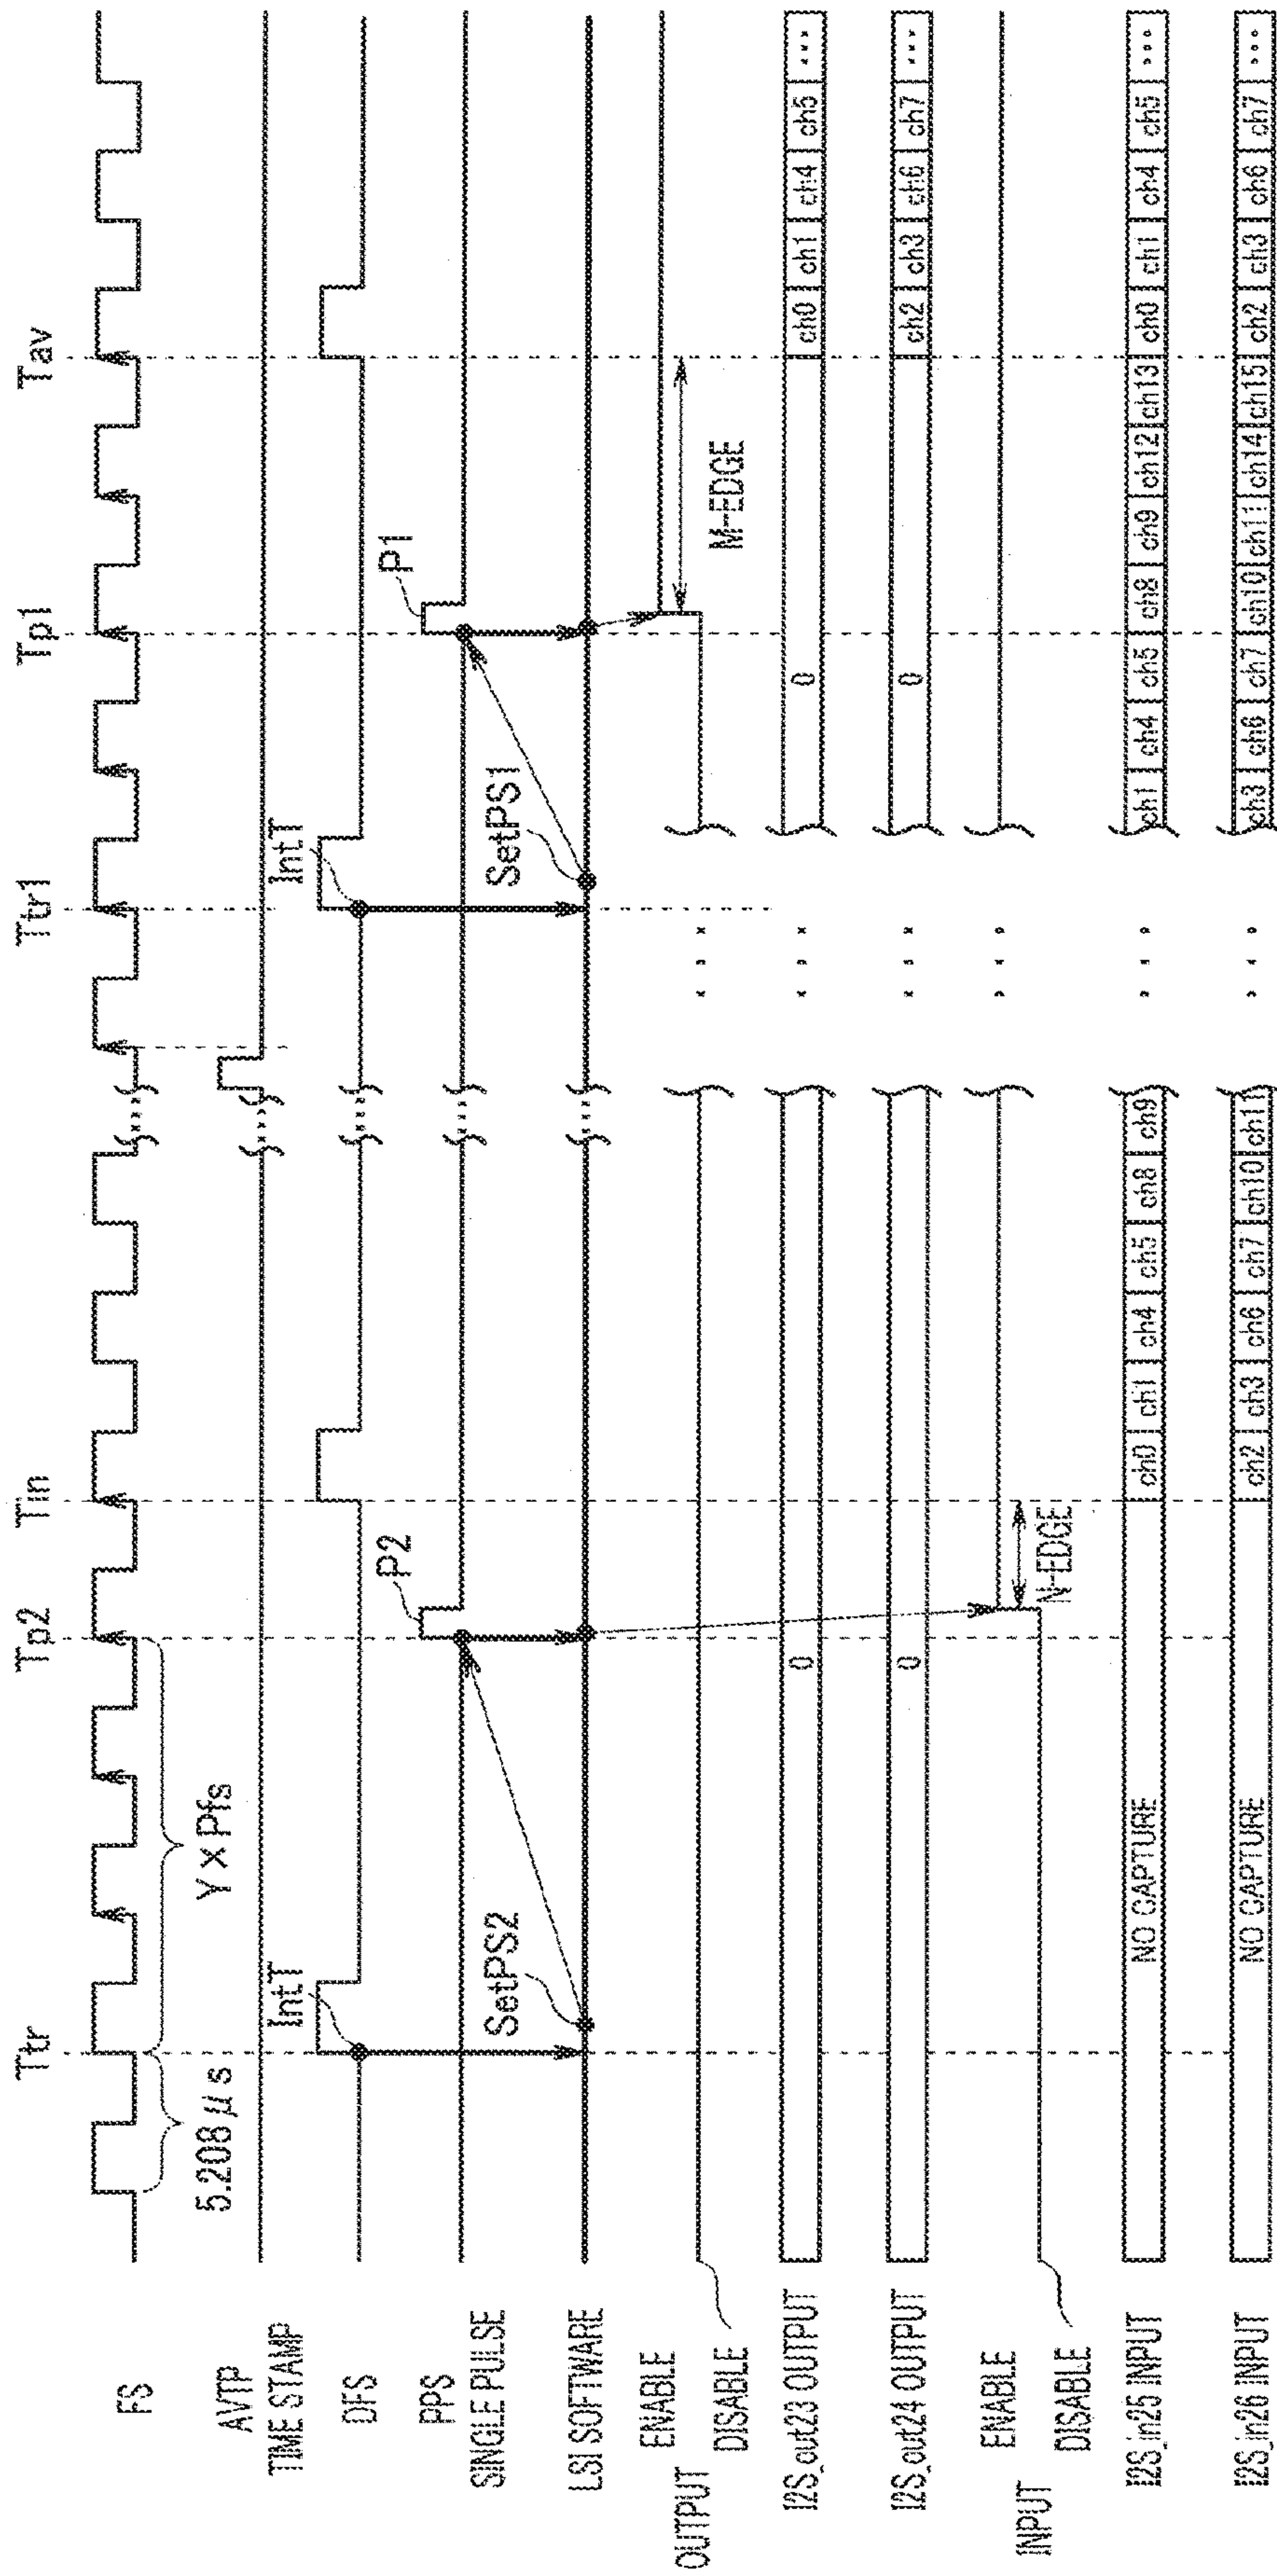 Ttr Tp2 Tin Ttr1 Tp1 Tav
FS
5.208 μs Y × Pfs
AVTP
TIME STAMP
DFS
IntT IntT
PPS
SINGLE PULSE
P2 P1
LSI SOFTWARE
SetPS2 SetPS1
OUTPUT
ENABLE
DISABLE
M-EDGE
I2S_out23 OUTPUT
0 0 ch0 ch1 ch4 ch5
I2S_out24 OUTPUT
0 0 ch2 ch3 ch6 ch7
INPUT
ENABLE
DISABLE
N-EDGE
I2S_in25 INPUT
NO CAPTURE ch0 ch1 ch4 ch5 ch8 ch9 ch1 ch4 ch5 ch8 ch9 ch12 ch13 ch0 ch1 ch4 ch5
I2S_in26 INPUT
NO CAPTURE ch2 ch3 ch6 ch7 ch10 ch11 ch3 ch6 ch7 ch10 ch11 ch14 ch15 ch2 ch3 ch6 ch7